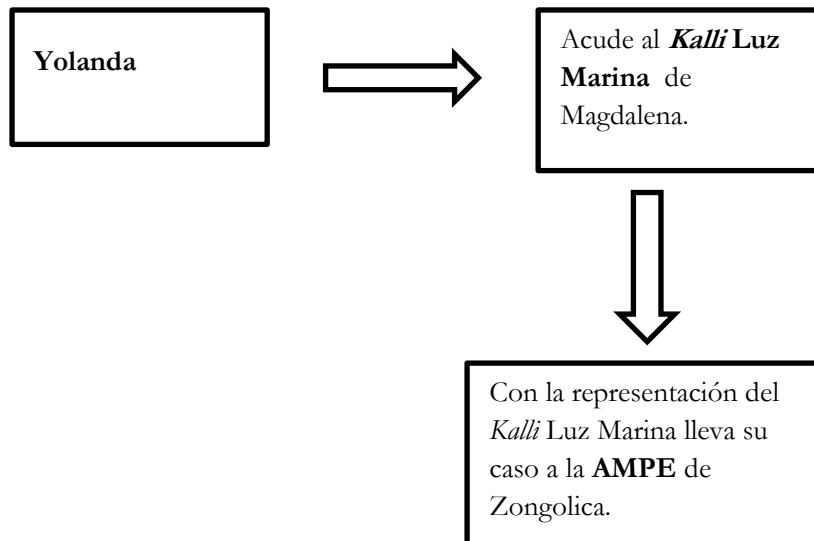 Yolanda
Acude al Kalli Luz
Marina de
Magdalena.
Con la representación del
Kalli Luz Marina lleva su
caso a la AMPE de
Zongolica.